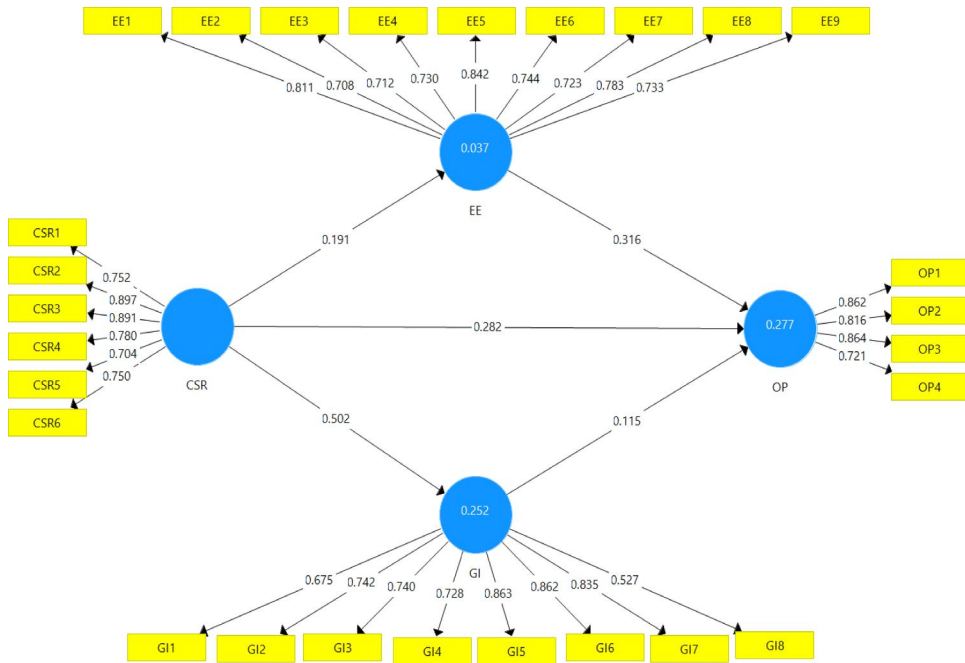 EE1 EE2 EE3 EE4 EE5 EE6 EE7 EE8 EE9
0.811 0.708 0.712 0.730 0.842 0.744 0.723 0.783 0.733
0.037
EE
0.191
0.316
CSR1
CSR2
CSR3
CSR4
CSR5
CSR6
0.752
0.897
0.891
0.780
0.704
0.750
CSR
0.282
0.277
OP
0.862
0.816
0.864
0.721
OP1
OP2
OP3
OP4
0.502
0.115
0.252
GI
0.675 0.742 0.740 0.728 0.863 0.862 0.835 0.527
GI1 GI2 GI3 GI4 GI5 GI6 GI7 GI8